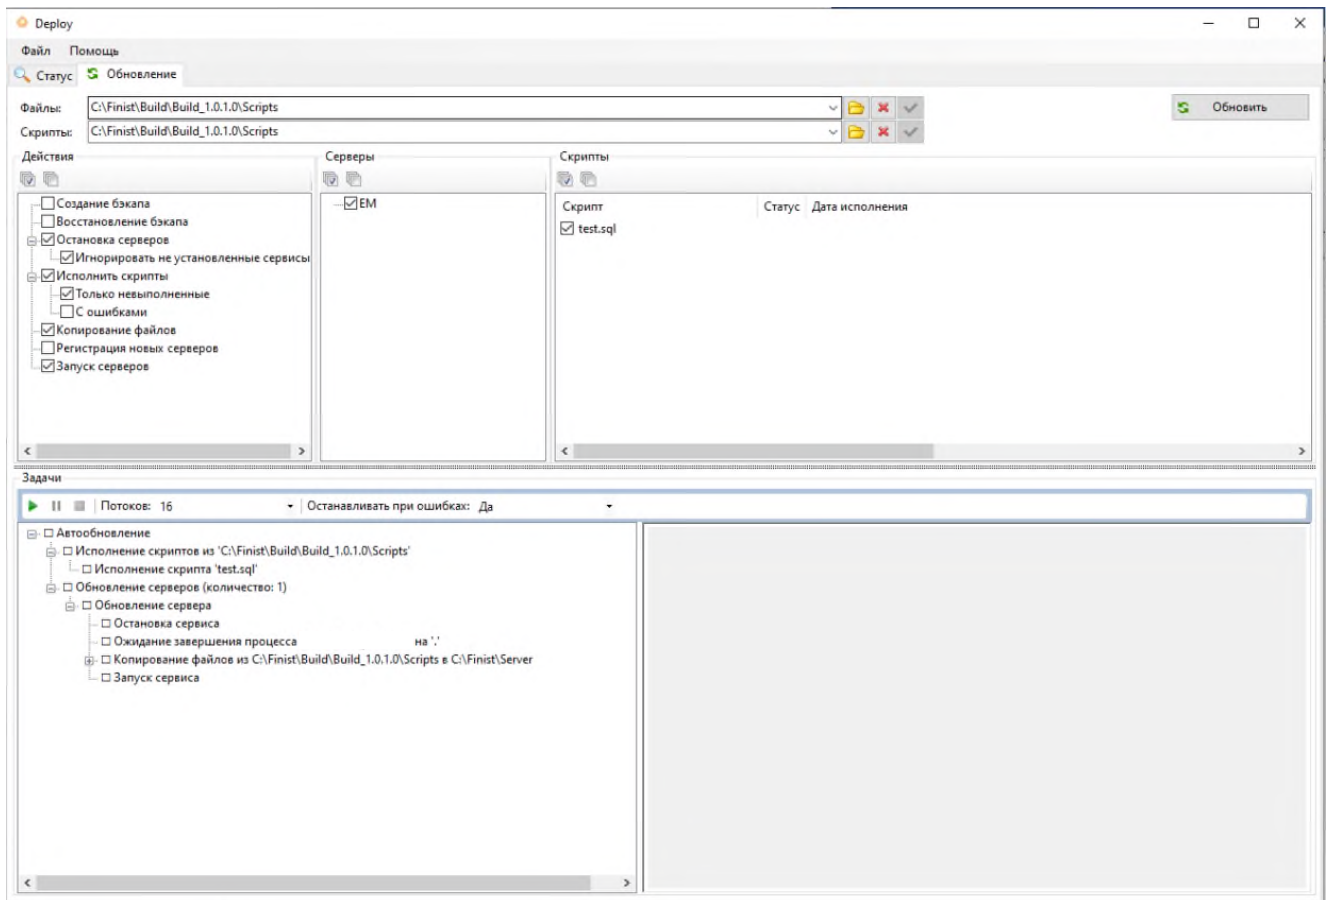 Deploy
Файл Помощь
Статус Обновление
Файлы: C:\Finist\Build\Build_1.0.1.0\Scripts Обновить
Скрипты: C:\Finist\Build\Build_1.0.1.0\Scripts
Действия
Создание бэкапа
Восстановление бэкапа
Остановка серверов
Игнорировать не установленные сервисы
Исполнить скрипты
Только невыполненные
С ошибками
Копирование файлов
Регистрация новых серверов
Запуск серверов
Серверы
EM
Скрипты
Скрипт Статус Дата исполнения
test.sql
Задачи
Потоков: 16 Останавливать при ошибках: Да
Автообновление
Исполнение скриптов из 'C:\Finist\Build\Build_1.0.1.0\Scripts'
Исполнение скрипта 'test.sql'
Обновление серверов (количество: 1)
Обновление сервера
Остановка сервиса
Ожидание завершения процесса на '.'
Копирование файлов из C:\Finist\Build\Build_1.0.1.0\Scripts в C:\Finist\Server
Запуск сервиса